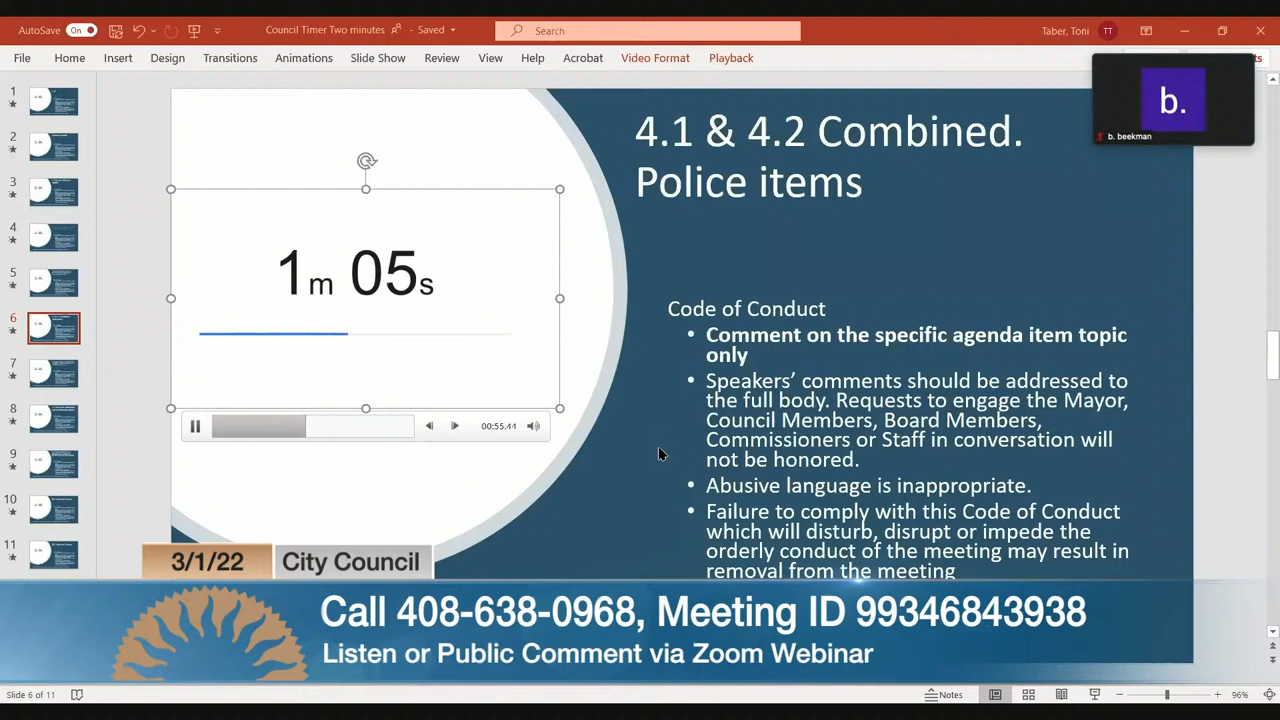 AutoSave On
Council Timer Two minutes
- Saved
Search
Taber, Toni
TT
File Home Insert Design Transitions Animations Slide Show Review View Help Acrobat Video Format Playback
b.
b. beekman
1
2
3
4
5
6
7
8
9
10
11
4.1 & 4.2 Combined.
Police items
1m 05s
00:55.44
Code of Conduct
• Comment on the specific agenda item topic
only
• Speakers’ comments should be addressed to
the full body. Requests to engage the Mayor,
Council Members, Board Members,
Commissioners or Staff in conversation will
not be honored.
• Abusive language is inappropriate.
• Failure to comply with this Code of Conduct
which will disturb, disrupt or impede the
orderly conduct of the meeting may result in
removal from the meeting
3/1/22 City Council
Call 408-638-0968, Meeting ID 99346843938
Listen or Public Comment via Zoom Webinar
Slide 6 of 11
Notes
96%